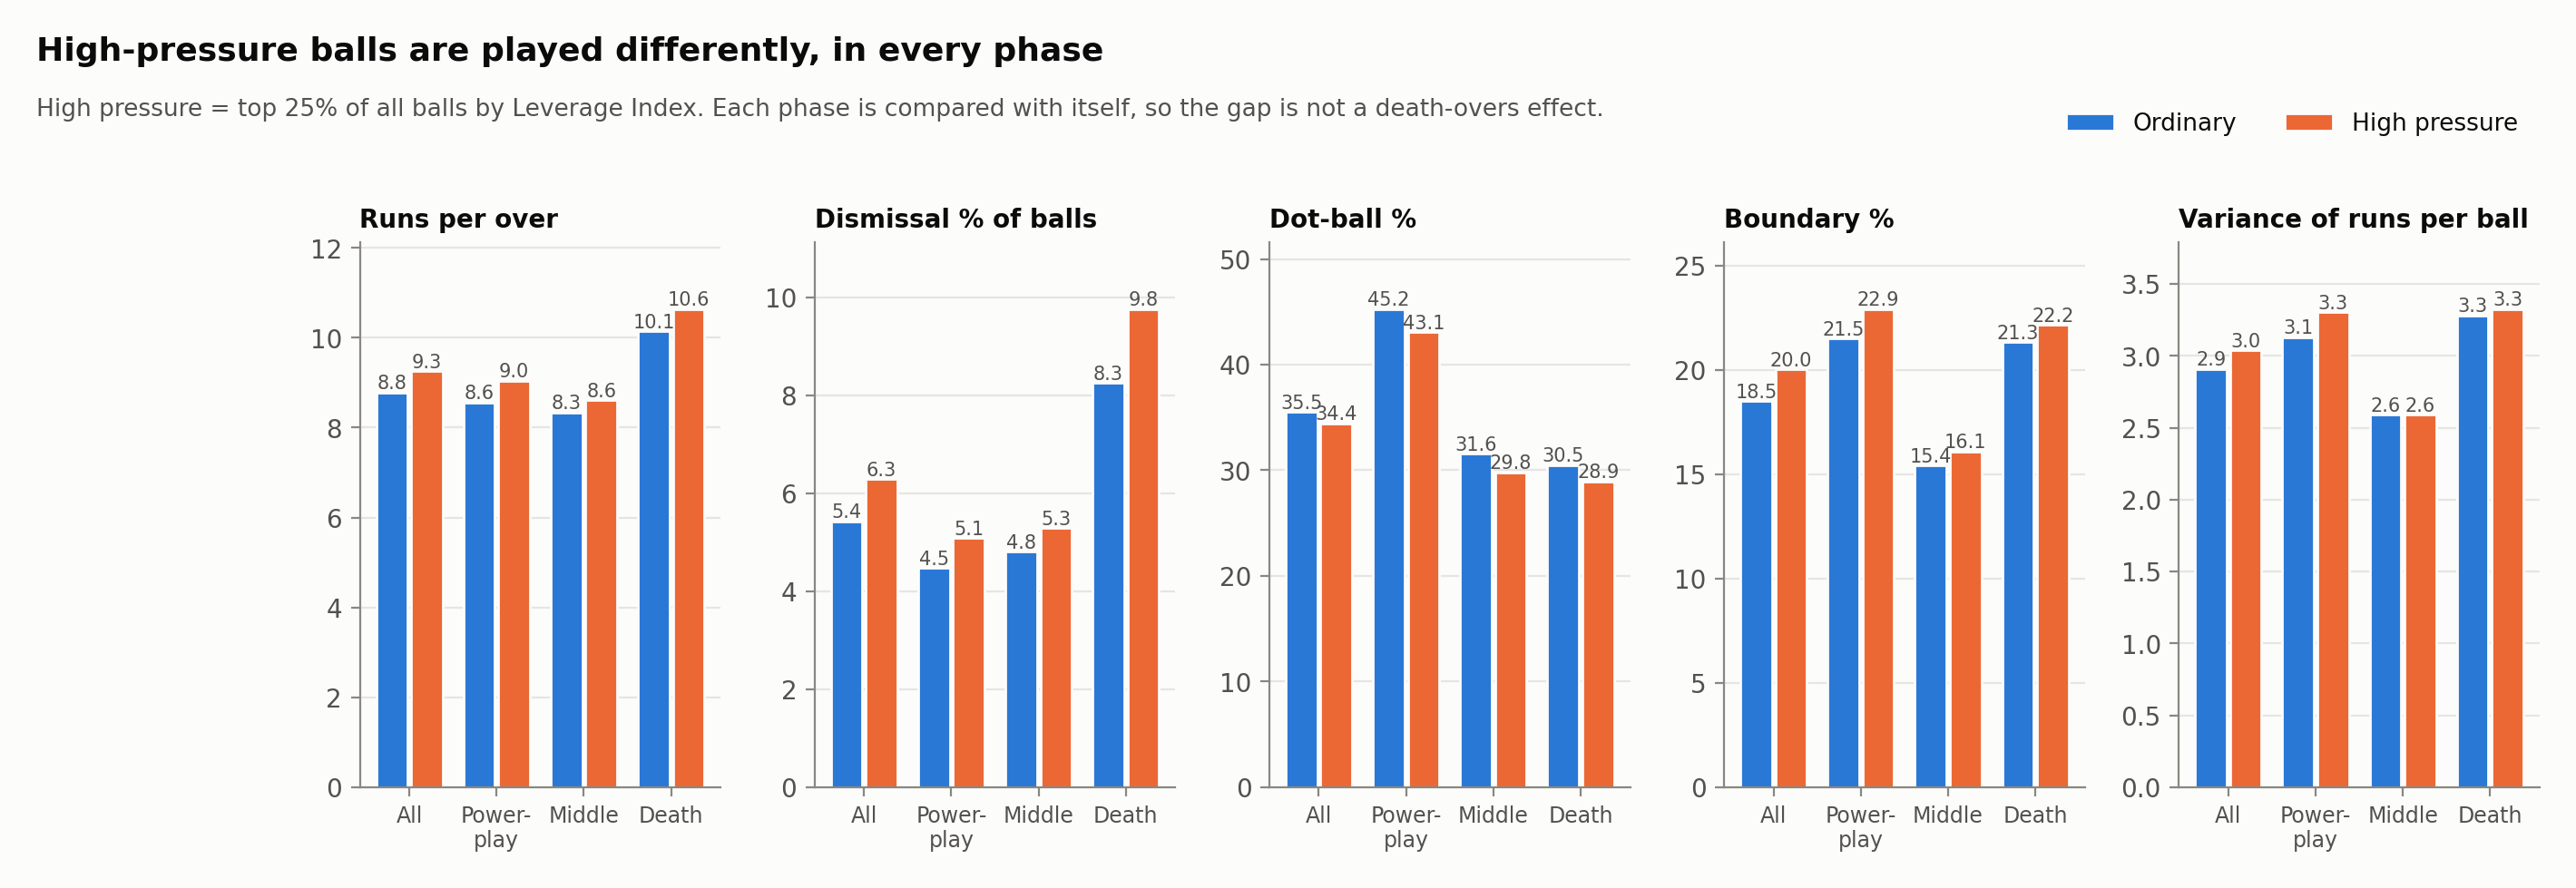 High-pressure balls are played differently, in every phase
High pressure = top 25% of all balls by Leverage Index. Each phase is compared with itself, so the gap is not a death-overs effect.
Ordinary
High pressure
Runs per over
12
10
8
6
4
2
0
8.8
9.3
8.6
9.0
8.3
8.6
10.1
10.6
All
Power-
play
Middle
Death
Dismissal % of balls
10
8
6
4
2
0
5.4
6.3
4.5
5.1
4.8
5.3
8.3
9.8
All
Power-
play
Middle
Death
Dot-ball %
50
40
30
20
10
0
35.5
34.4
45.2
43.1
31.6
29.8
30.5
28.9
All
Power-
play
Middle
Death
Boundary %
25
20
15
10
5
0
18.5
20.0
21.5
22.9
15.4
16.1
21.3
22.2
All
Power-
play
Middle
Death
Variance of runs per ball
3.5
3.0
2.5
2.0
1.5
1.0
0.5
0.0
2.9
3.0
3.1
3.3
2.6
2.6
3.3
3.3
All
Power-
play
Middle
Death